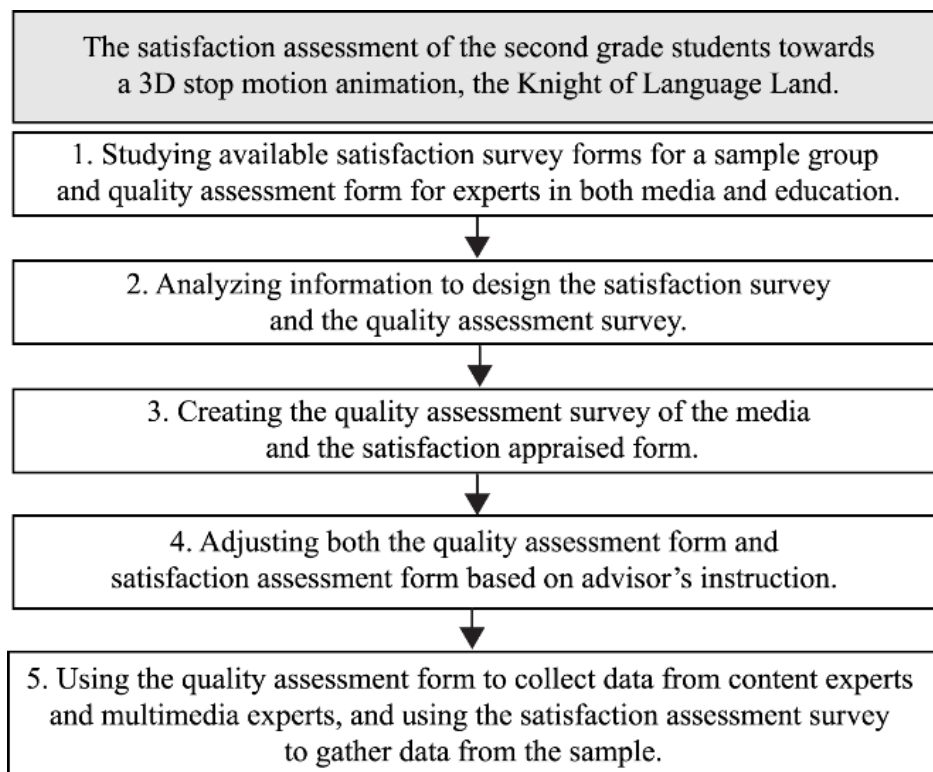 The satisfaction assessment of the second grade students towards
a 3D stop motion animation, the Knight of Language Land.
1. Studying available satisfaction survey forms for a sample group
and quality assessment form for experts in both media and education.
2. Analyzing information to design the satisfaction survey
and the quality assessment survey.
3. Creating the quality assessment survey of the media
and the satisfaction appraised form.
4. Adjusting both the quality assessment form and
satisfaction assessment form based on advisor’s instruction.
5. Using the quality assessment form to collect data from content experts
and multimedia experts, and using the satisfaction assessment survey
to gather data from the sample.